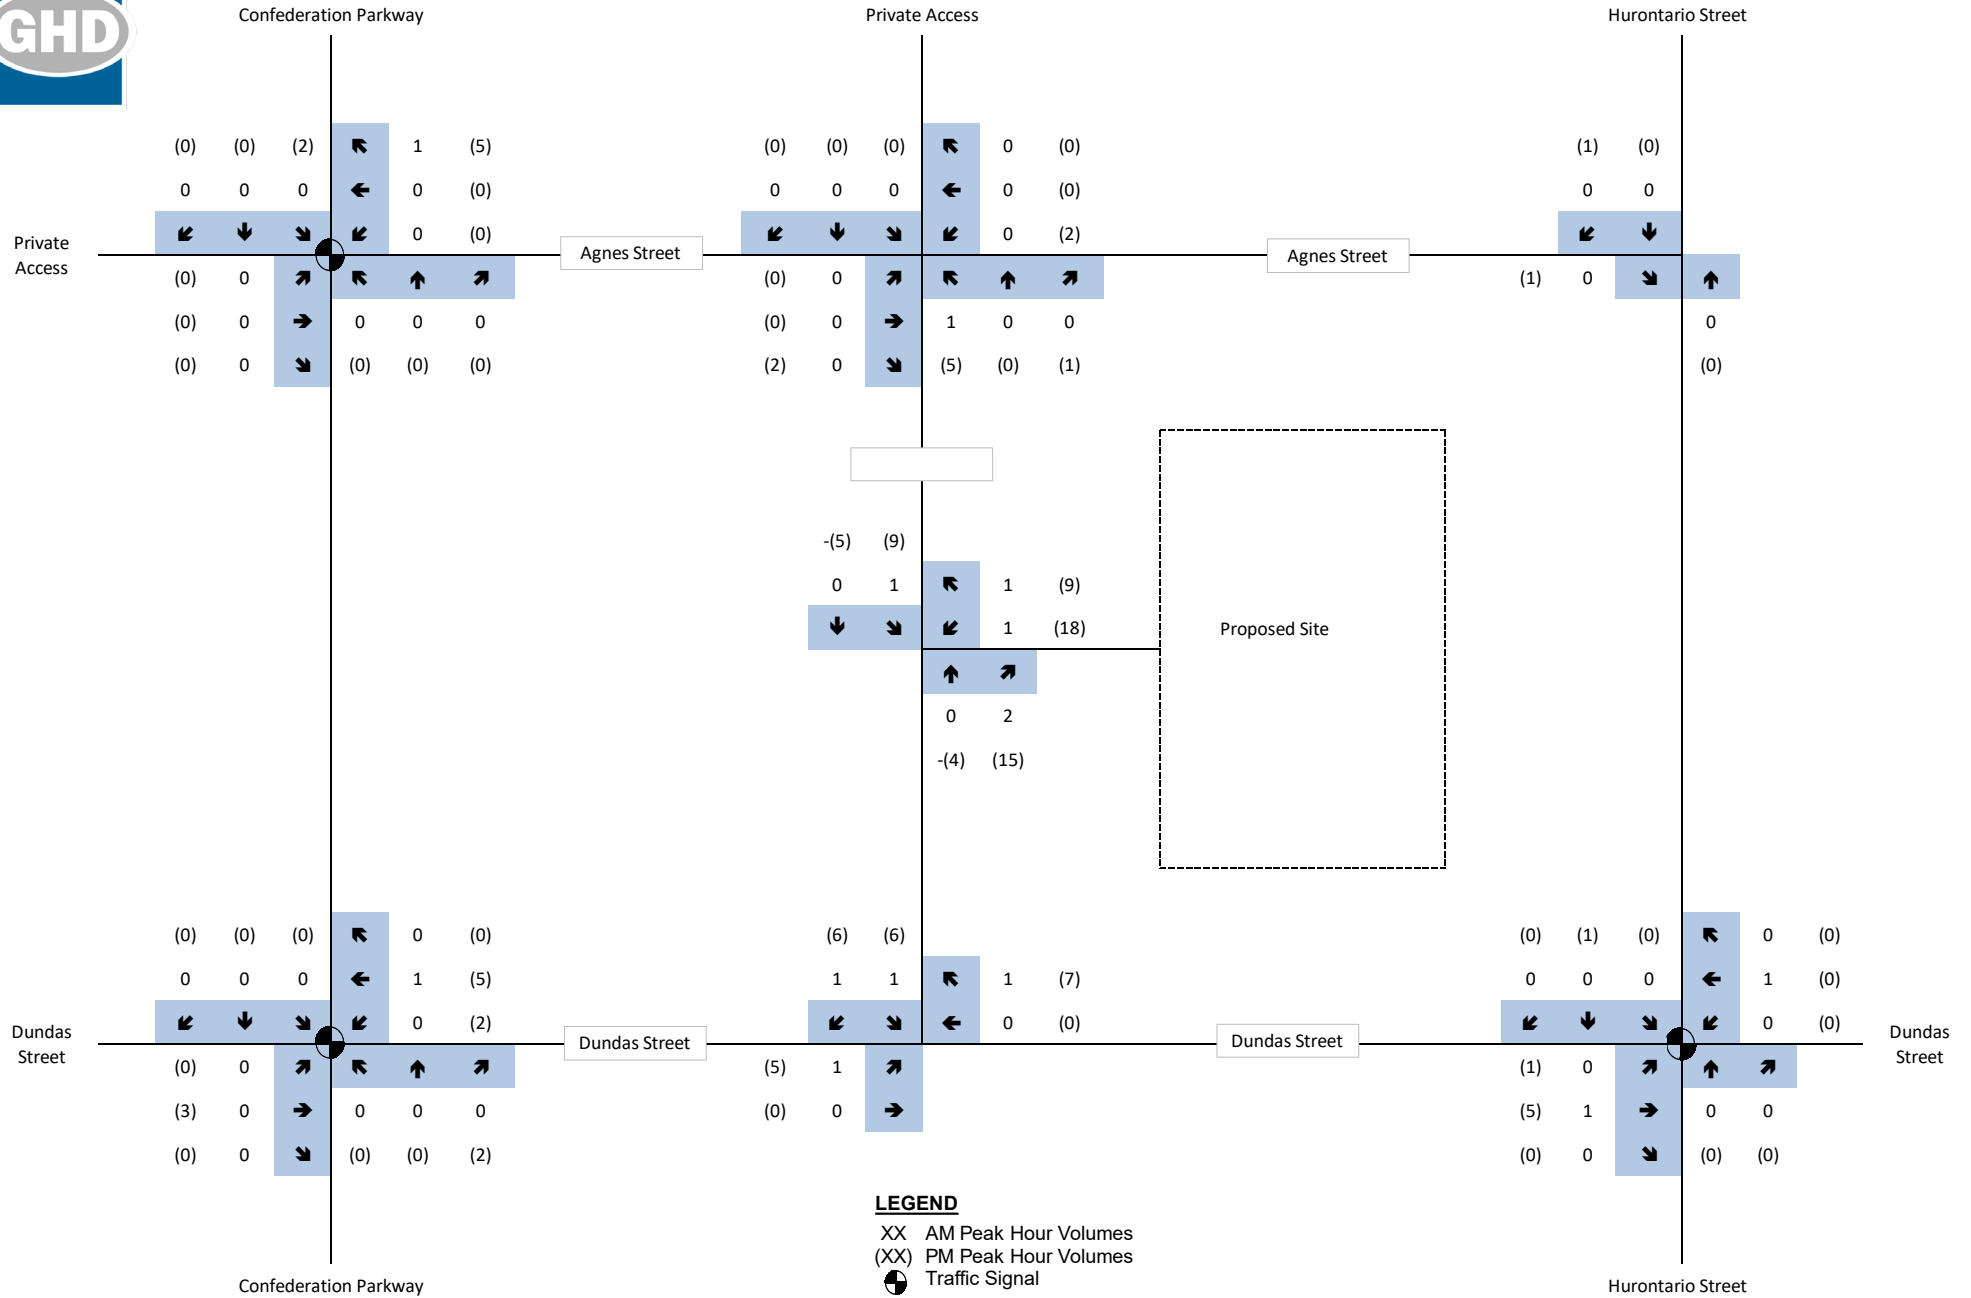 GHD
Confederation Parkway Private Access Hurontario Street
(0) (0) (2) 1 (5) (0) (0) (0) 0 (0) (1) (0)
0 0 0 0 (0) 0 0 0 0 (0) 0 0
0 (0) 0 (2)
Private
Access
Agnes Street
Agnes Street
(0) 0 (0) 0 (1) 0
(0) 0 0 0 0 (0) 0 1 0 0 0
(0) 0 (0) (0) (0) (2) 0 (5) (0) (1) (0)
-(5) (9)
0 1 1 (9)
1 (18) Proposed Site
0 2
-(4) (15)
(0) (0) (0) 0 (0) (6) (6) (0) (1) (0) 0 (0)
0 0 0 1 (5) 1 1 1 (7) 0 0 0 1 (0)
0 (2) 0 (0) 0 (0)
Dundas
Street
Dundas Street
Dundas Street
Dundas
Street
(0) 0 (5) 1 (1) 0
(3) 0 0 0 0 (0) 0 (5) 1 0 0
(0) 0 (0) (0) (2) (0) 0 (0) (0)
LEGEND
XX AM Peak Hour Volumes
(XX) PM Peak Hour Volumes
Traffic Signal
Confederation Parkway Hurontario Street